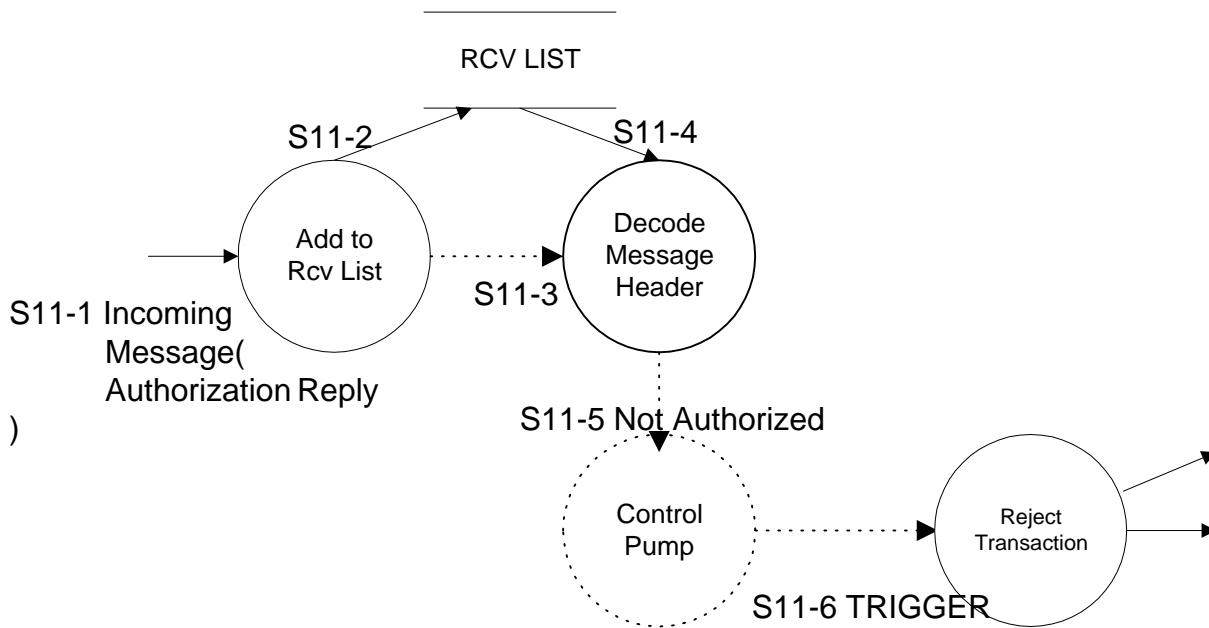 RCV LIST
S11-2
S11-4
Add to
Rcv List
Decode
Message
Header
S11-3
S11-1 Incoming
Message(
Authorization Reply
)
S11-5 Not Authorized
Control
Pump
Reject
Transaction
S11-6 TRIGGER